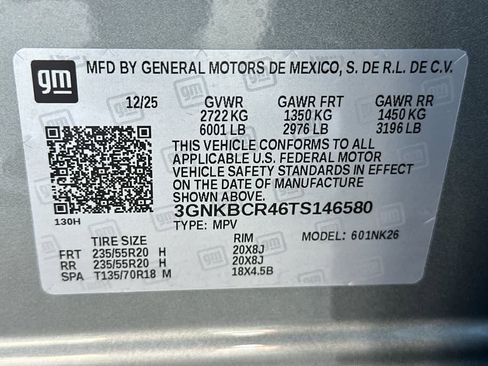 gm
MFD BY GENERAL MOTORS DE MEXICO, S. DE R.L. DE C.V.
12/25 GVWR GAWR FRT GAWR RR
2722 KG 1350 KG 1450 KG
6001 LB 2976 LB 3196 LB
THIS VEHICLE CONFORMS TO ALL
APPLICABLE U.S. FEDERAL MOTOR
VEHICLE SAFETY STANDARDS IN EFFECT
ON THE DATE OF MANUFACTURE SHOWN ABOVE.
3GNKBCR46TS146580
130H TYPE: MPV
TIRE SIZE RIM MODEL: 601NK26
FRT 235/55R20 H 20X8J
RR 235/55R20 H 20X8J
SPA T135/70R18 M 18X4.5B